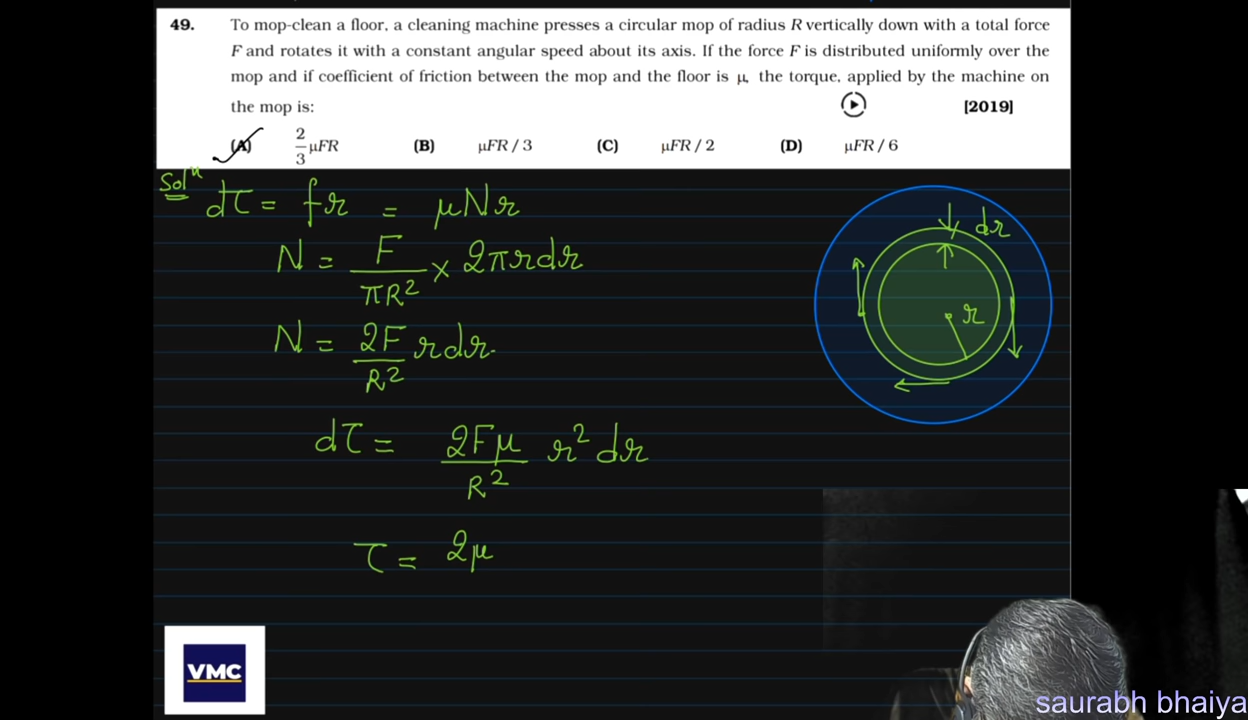 49. To mop-clean a floor, a cleaning machine presses a circular mop of radius R vertically down with a total force
F and rotates it with a constant angular speed about its axis. If the force F is distributed uniformly over the
mop and if coefficient of friction between the mop and the floor is μ, the torque, applied by the machine on
the mop is: [2019]
(A) 2/3 μFR (B) μFR / 3 (C) μFR / 2 (D) μFR / 6
Solⁿ dτ = fr = μNr
N = F/πR² × 2πrdr
N = 2F/R² rdr.
dτ = 2Fμ/R² r² dr
τ = 2μ
dr
r
VMC
saurabh bhaiya